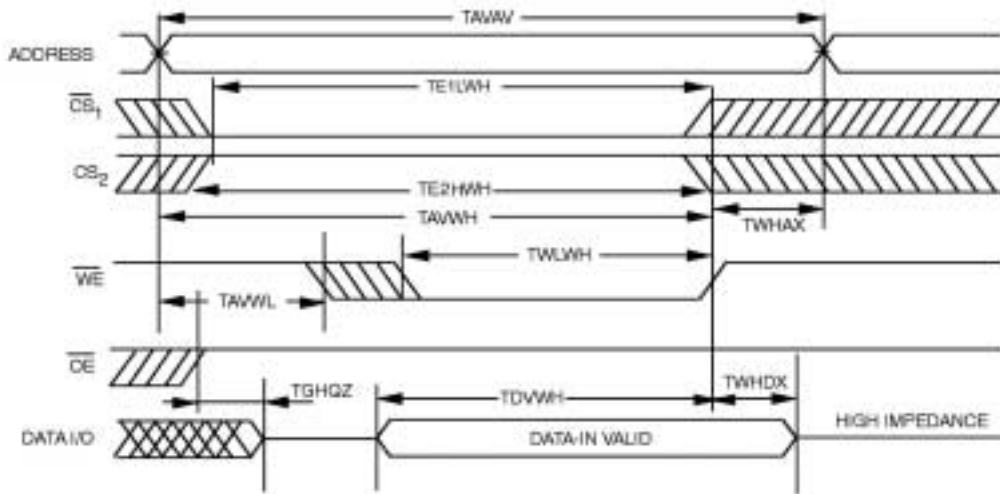 TAVAV
ADDRESS
TE1LWH
CS1
CS2
TE2HWH
TAVWH
TWHAX
TWLWH
WE
TAVWL
OE
TGHQZ
TDVWH
TWHDX
HIGH IMPEDANCE
DATA I/O
DATA-IN VALID